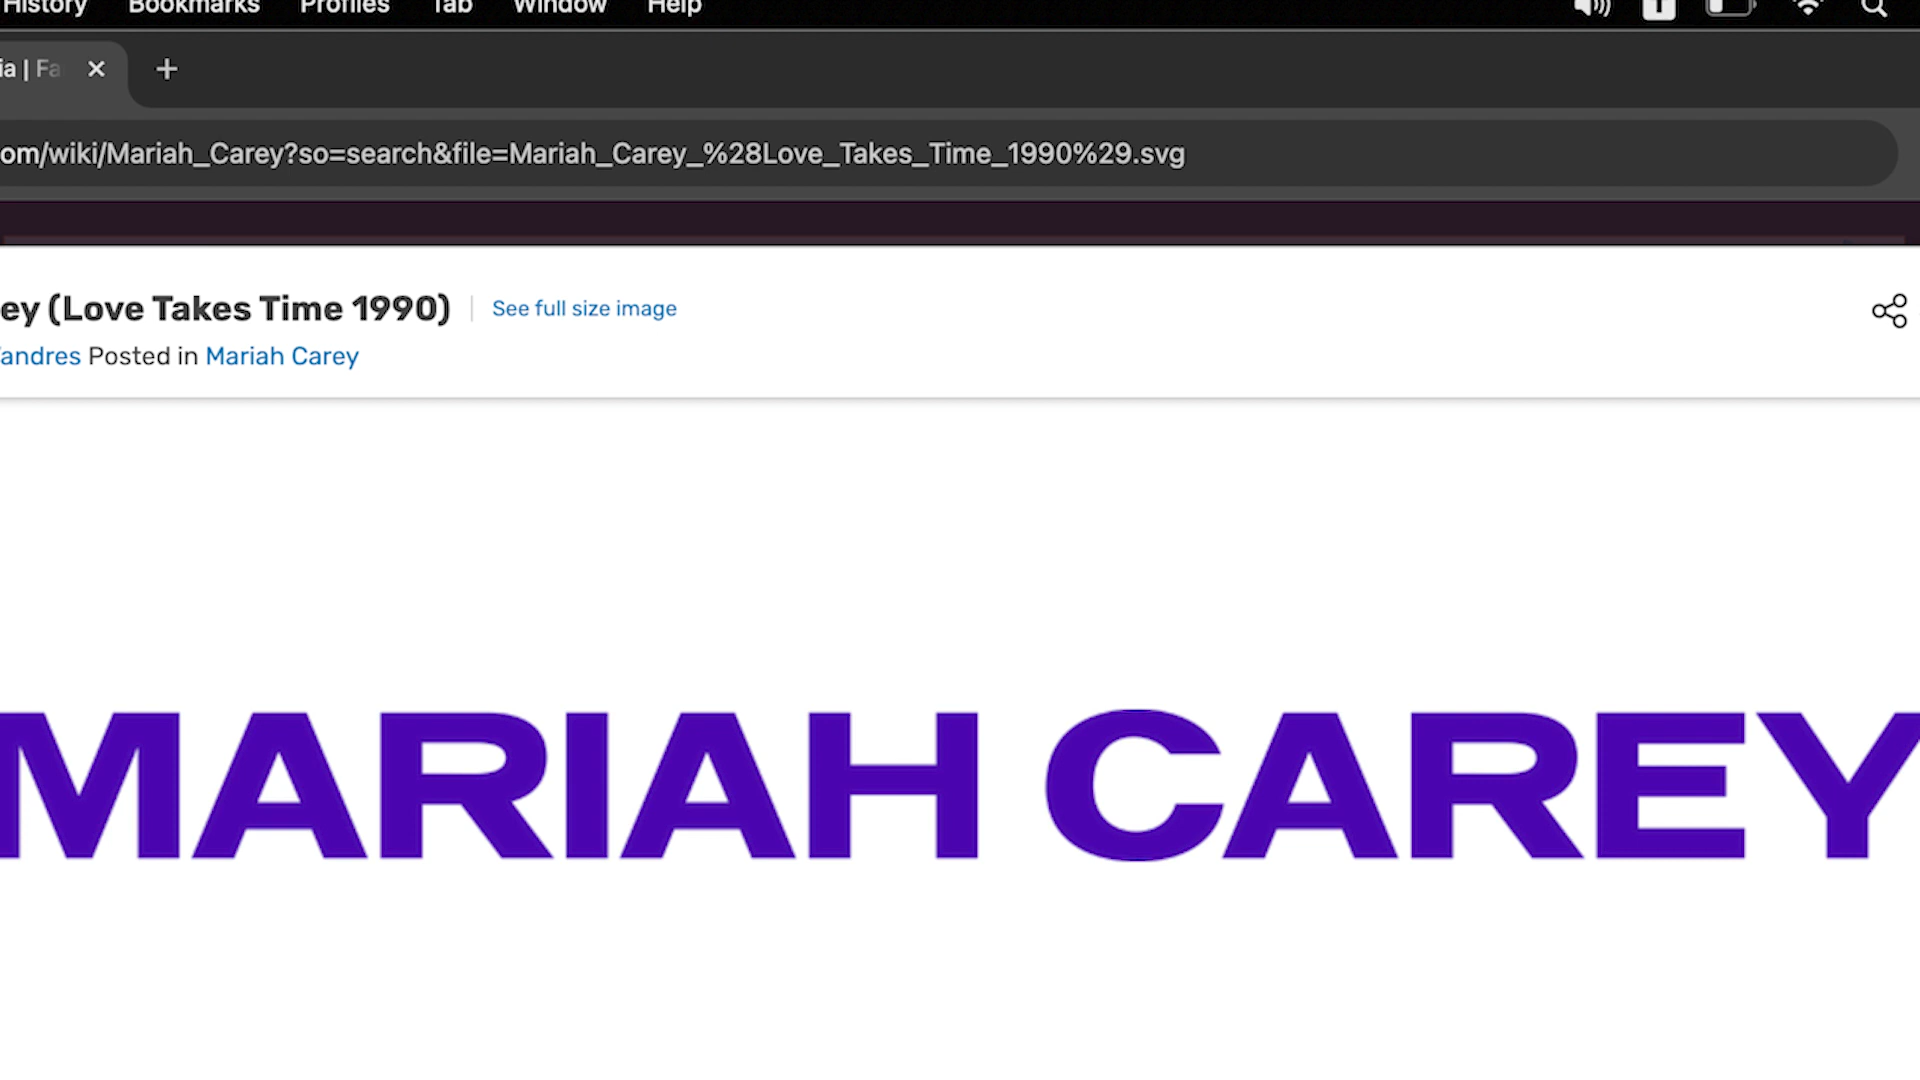 History Bookmarks Profiles Tab Window Help
ia | Fa
om/wiki/Mariah_Carey?so=search&file=Mariah_Carey_%28Love_Takes_Time_1990%29.svg
ey (Love Takes Time 1990) See full size image
andres Posted in Mariah Carey
MARIAH CAREY